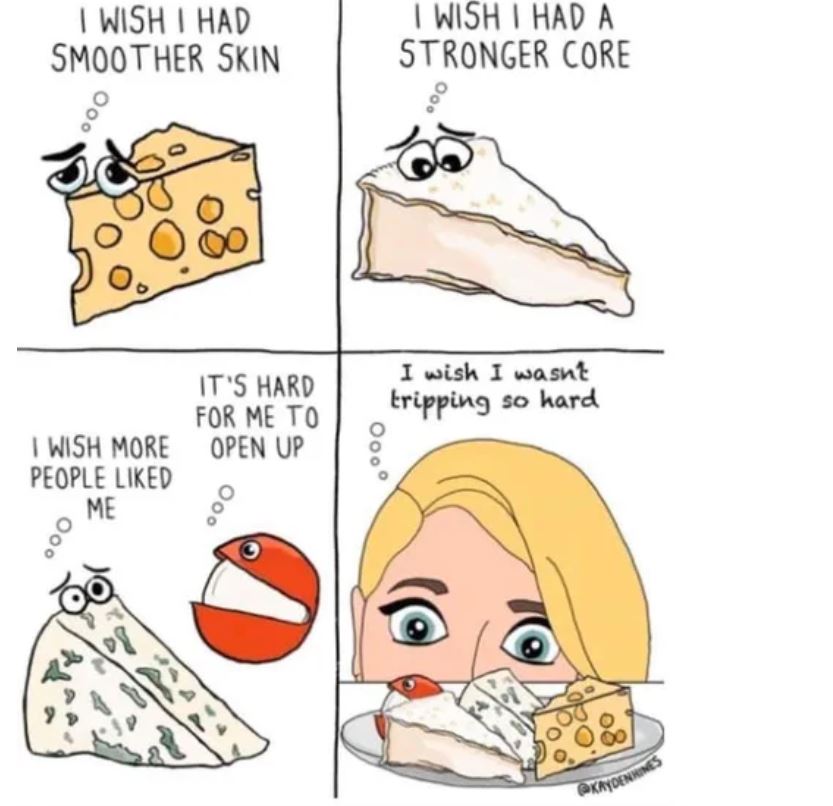 I WISH I HAD
SMOOTHER SKIN
I WISH I HAD A
STRONGER CORE
I WISH MORE
PEOPLE LIKED
ME
IT'S HARD
FOR ME TO
OPEN UP
I wish I wasnt
tripping so hard
@KAYDENHINES